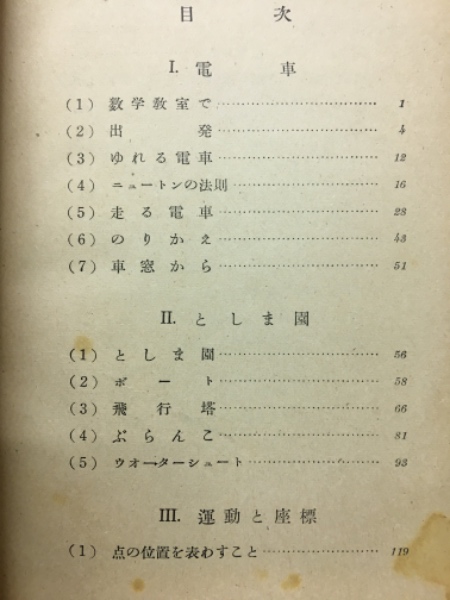 目次
I. 電車
(1) 数学教室で 1
(2) 出発 4
(3) ゆれる電車 12
(4) ニュートンの法則 16
(5) 走る電車 28
(6) のりかえ 43
(7) 車窓から 51
II. としま園
(1) としま園 56
(2) ボート 58
(3) 飛行塔 66
(4) ぶらんこ 81
(5) ウオーターシュート 93
III. 運動と座標
(1) 点の位置を表わすこと 119